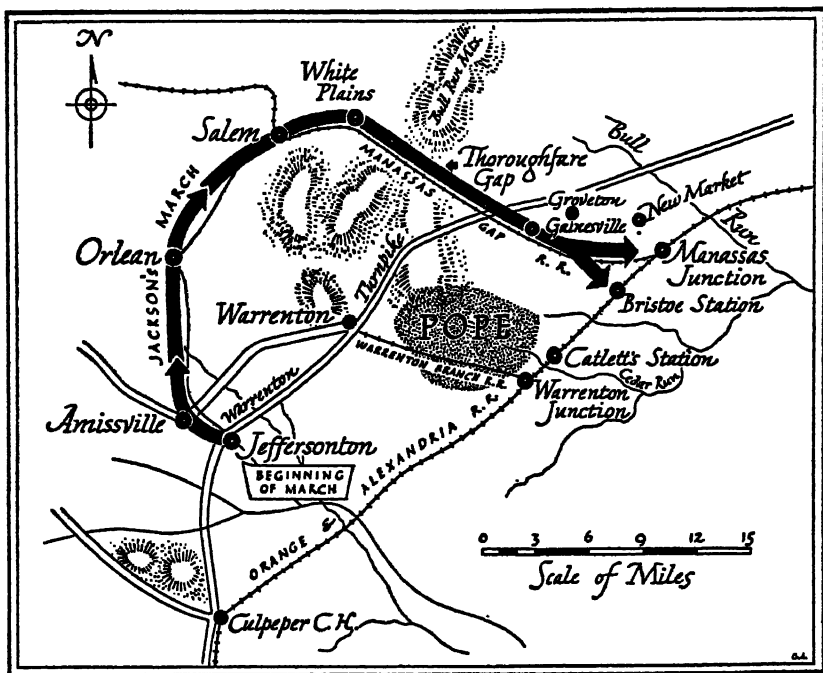 N
White
Plains
Bull Run Mts.
Salem
MANASSAS
GAP
R. R.
Thoroughfare
Gap
Bull
Run
Groveton
New Market
Gainesville
MARCH
JACKSON'S
Orlean
Manassas
Junction
Bristoe Station
Warrenton
Turnpike
POPE
WARRENTON BRANCH R.R.
Catlett's Station
Cedar Run
Warrenton
Junction
Warrenton
Amissville
Jeffersonton
BEGINNING
OF MARCH
ORANGE & ALEXANDRIA R.R.
0 3 6 9 12 15
Scale of Miles
Culpeper C.H.